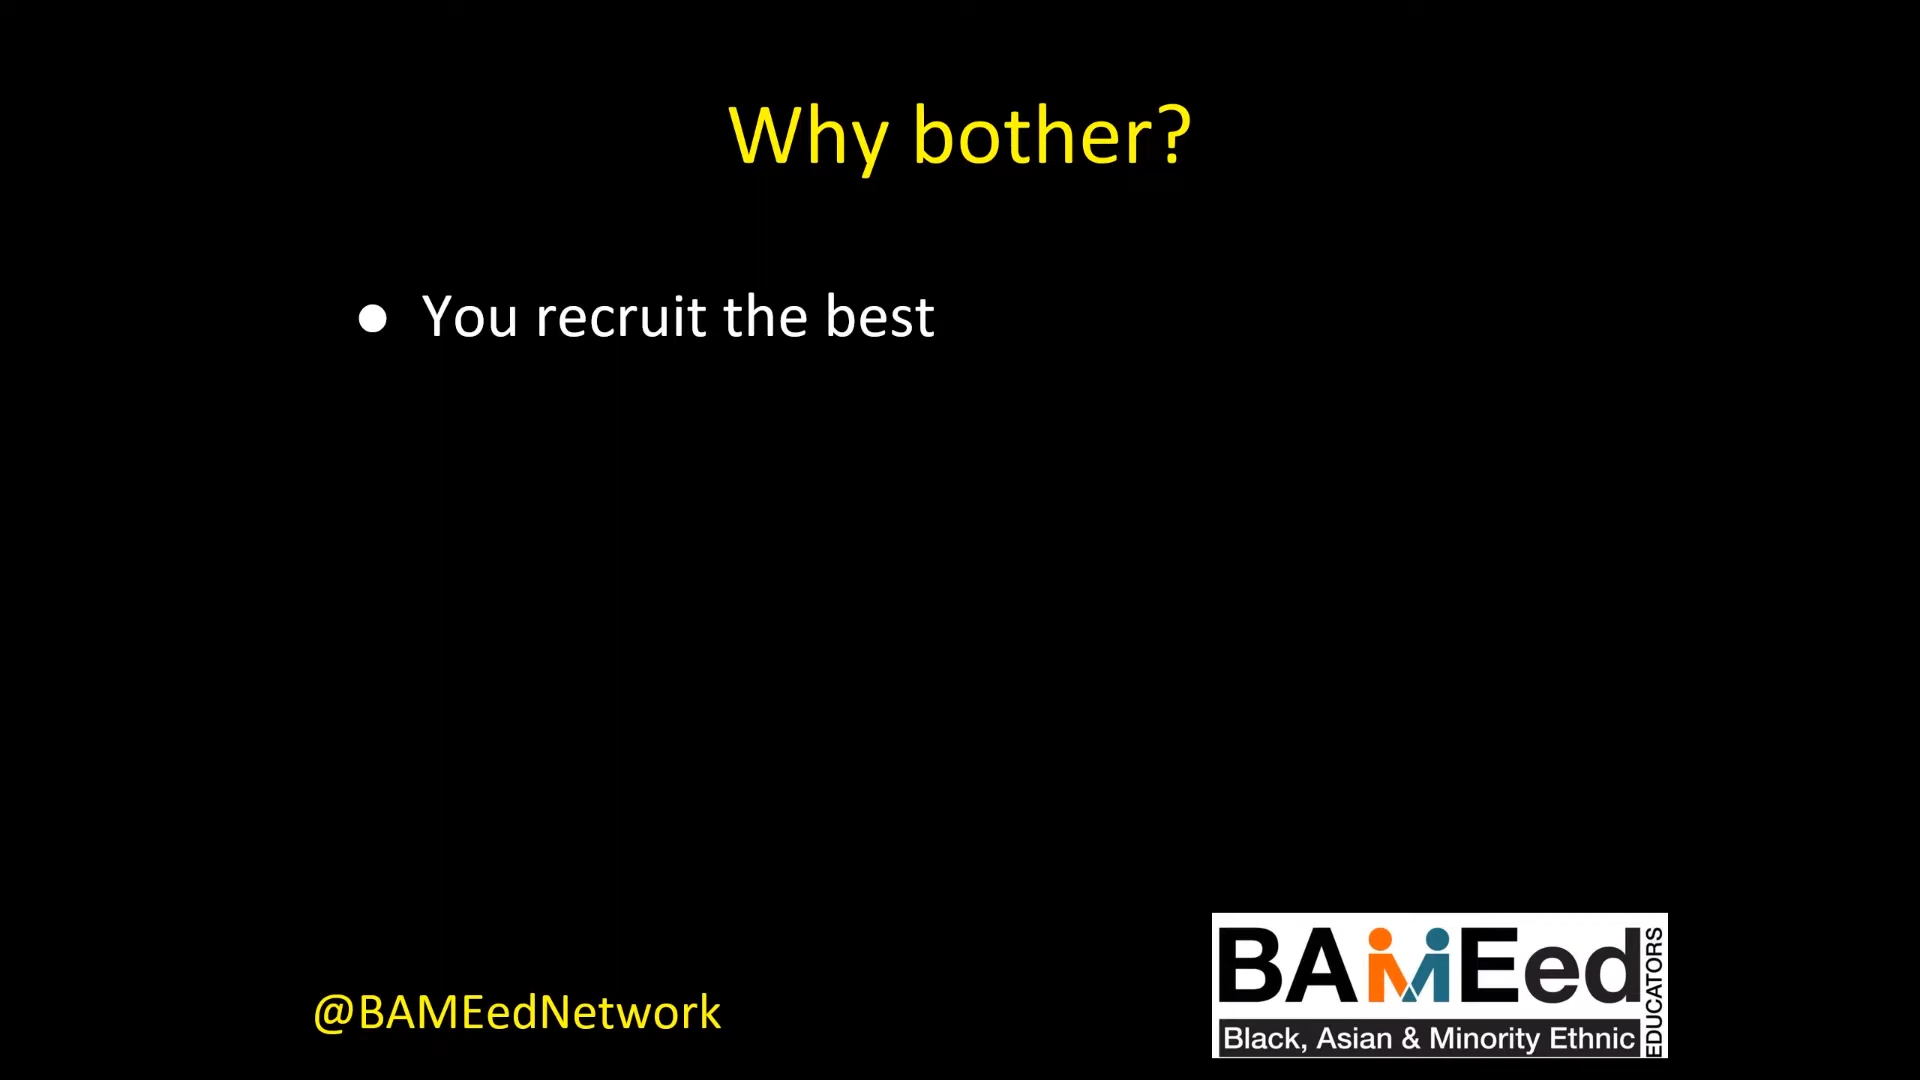 Why bother?
● You recruit the best
@BAMEedNetwork
BAMEed
EDUCATORS
Black, Asian & Minority Ethnic